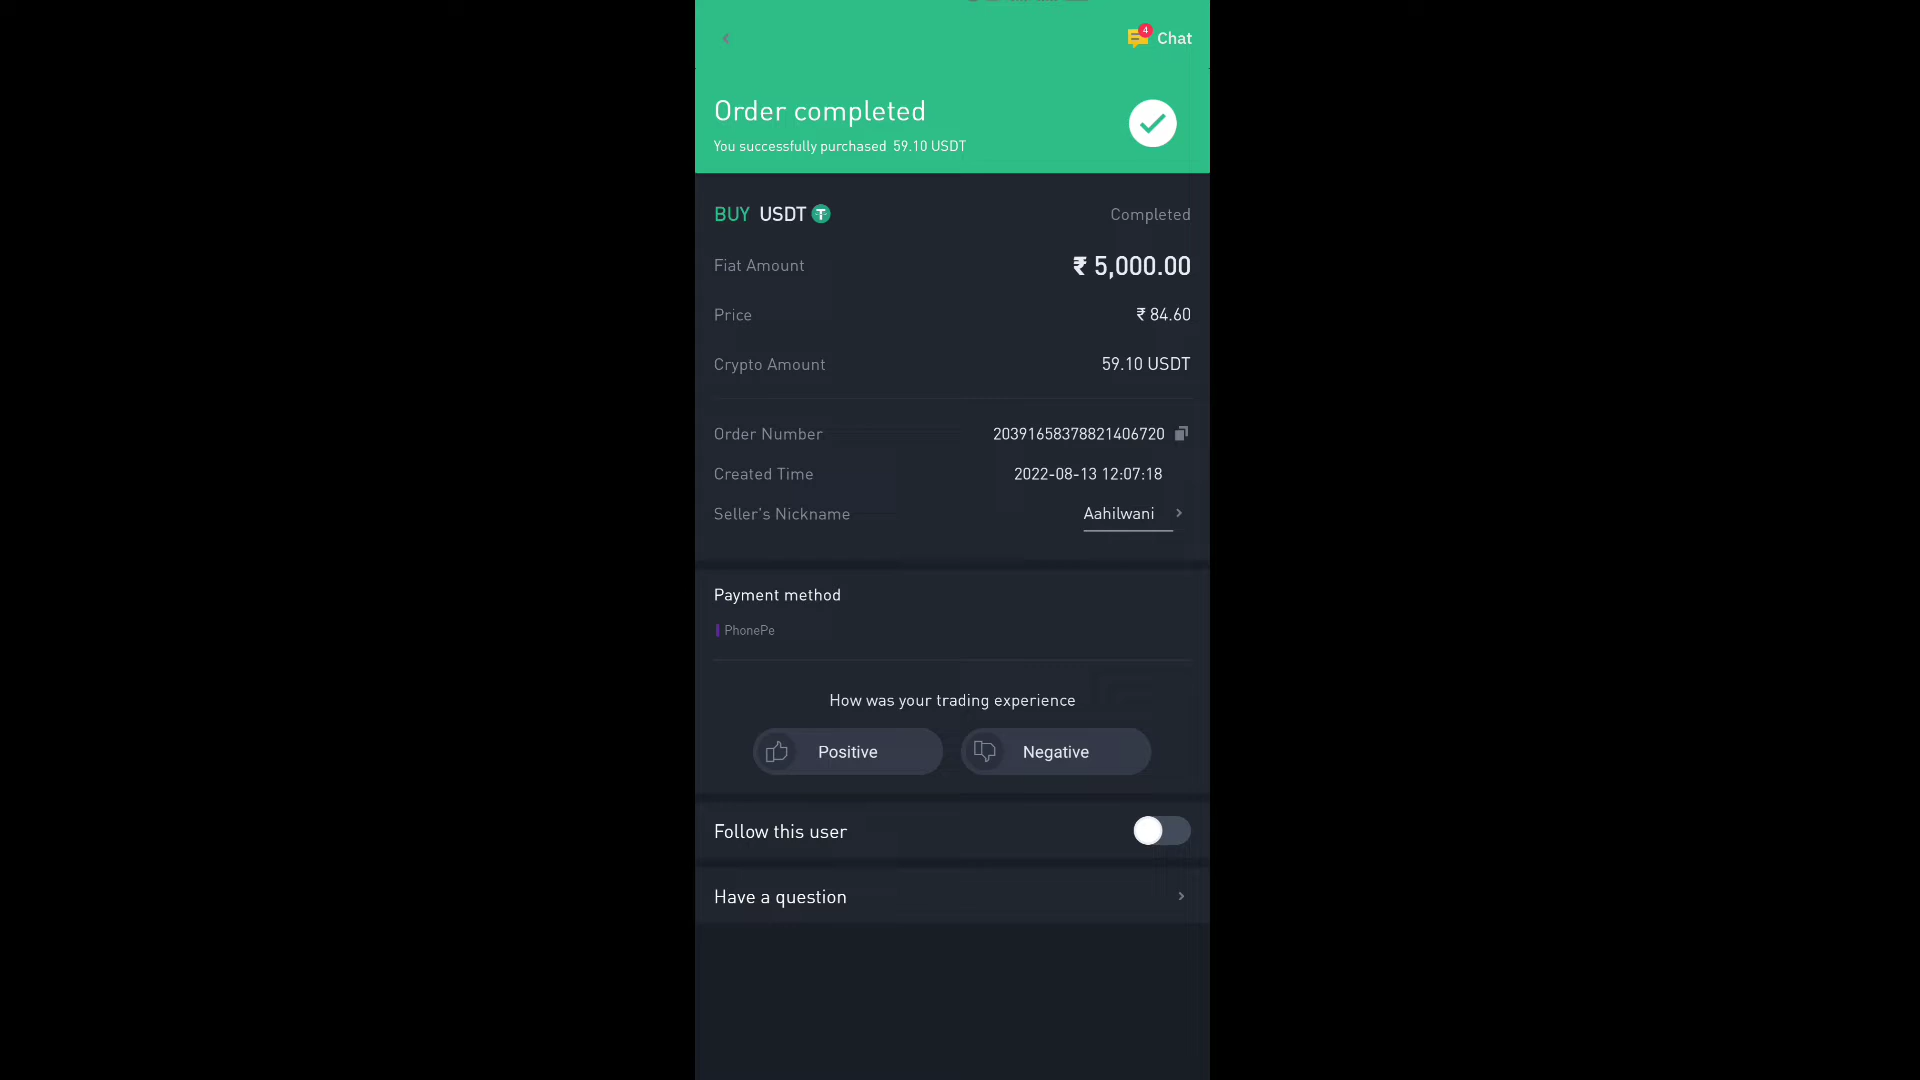 4
Chat
Order completed
You successfully purchased 59.10 USDT
BUY USDT
Completed
Fiat Amount
₹ 5,000.00
Price
₹ 84.60
Crypto Amount
59.10 USDT
Order Number
20391658378821406720
Created Time
2022-08-13 12:07:18
Seller's Nickname
Aahilwani
Payment method
PhonePe
How was your trading experience
Positive
Negative
Follow this user
Have a question